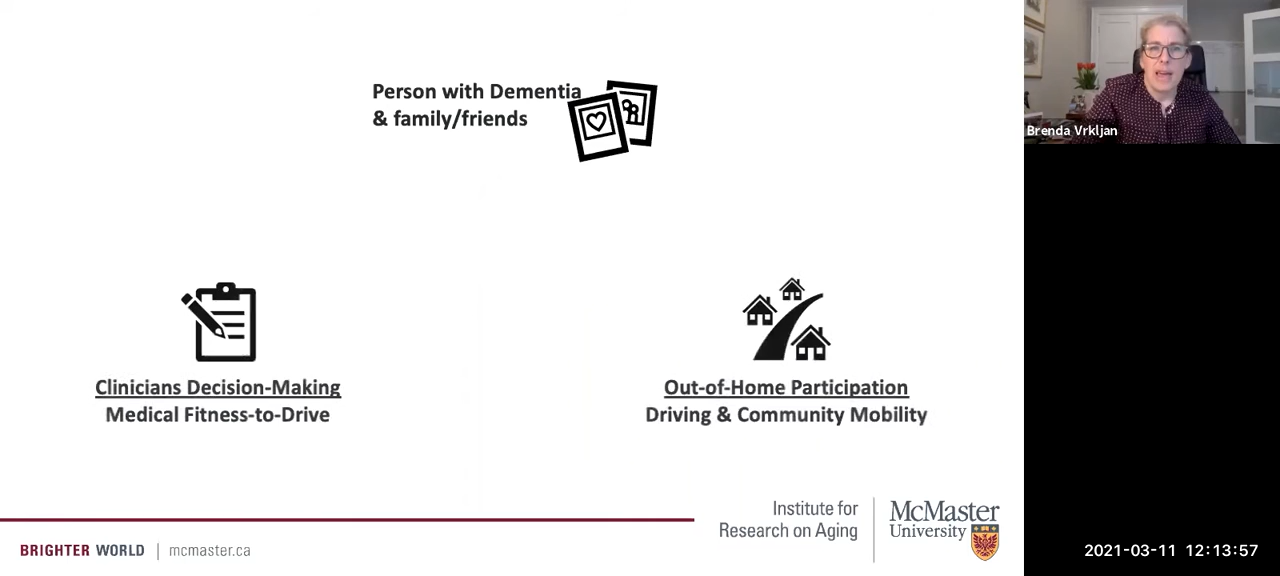 Person with Dementia
& family/friends
Brenda Vrkljan
Clinicians Decision-Making
Medical Fitness-to-Drive
Out-of-Home Participation
Driving & Community Mobility
Institute for
Research on Aging
McMaster
University
BRIGHTER WORLD | mcmaster.ca
2021-03-11 12:13:57